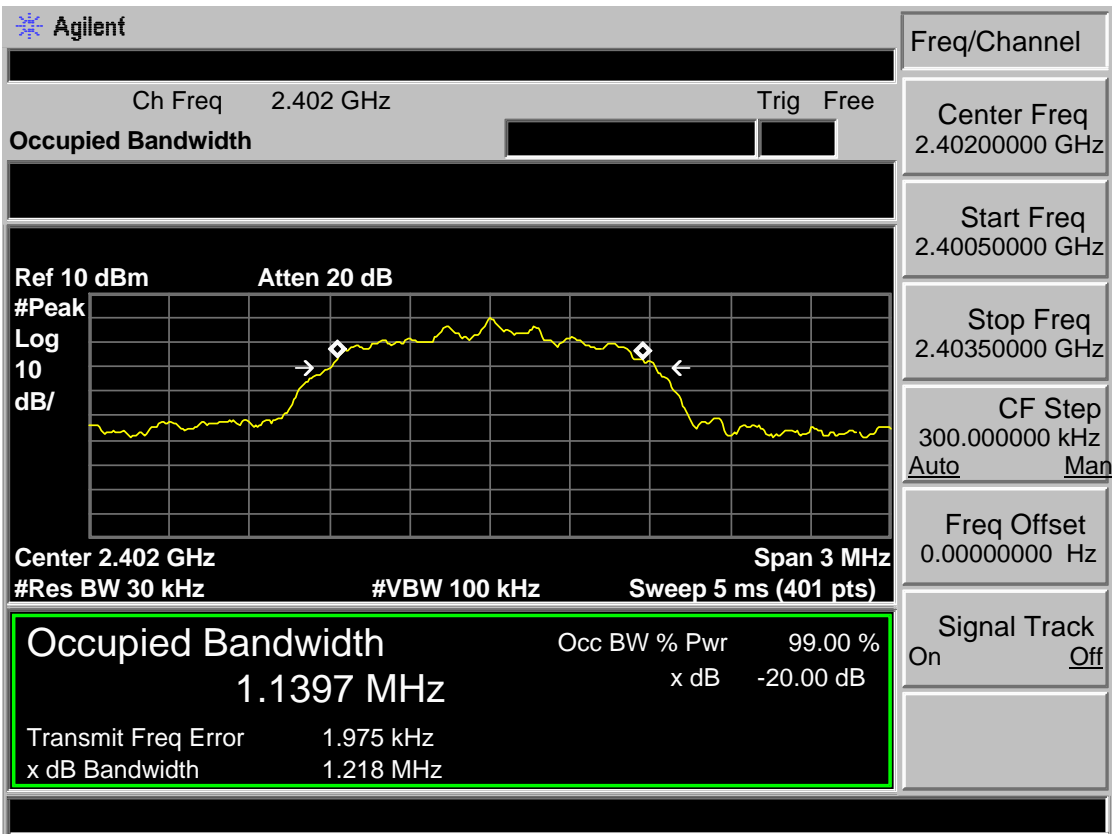 Agilent
Freq/Channel
Ch Freq 2.402 GHz Trig Free
Occupied Bandwidth
Center Freq
2.40200000 GHz
Start Freq
2.40050000 GHz
Stop Freq
2.40350000 GHz
CF Step
300.000000 kHz
Auto Man
Freq Offset
0.00000000 Hz
Signal Track
On Off
Ref 10 dBm Atten 20 dB
#Peak
Log
10
dB/
Center 2.402 GHz Span 3 MHz
#Res BW 30 kHz #VBW 100 kHz Sweep 5 ms (401 pts)
Occupied Bandwidth Occ BW % Pwr 99.00 %
1.1397 MHz x dB -20.00 dB
Transmit Freq Error 1.975 kHz
x dB Bandwidth 1.218 MHz